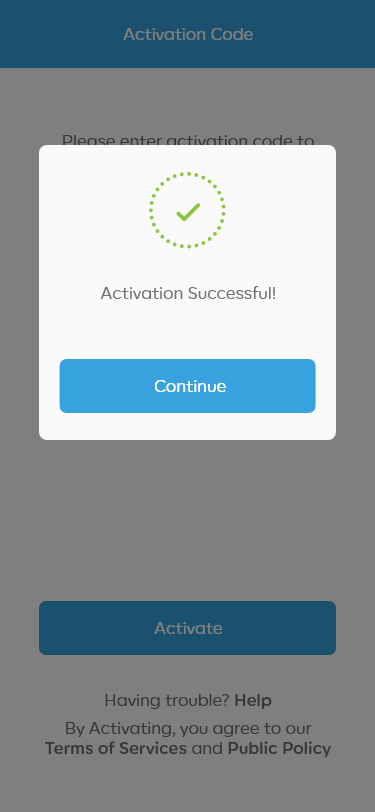 Activation Code
Please enter activation code to
Activation Successful!
Continue
Activate
Having trouble? Help
By Activating, you agree to our
Terms of Services and Public Policy